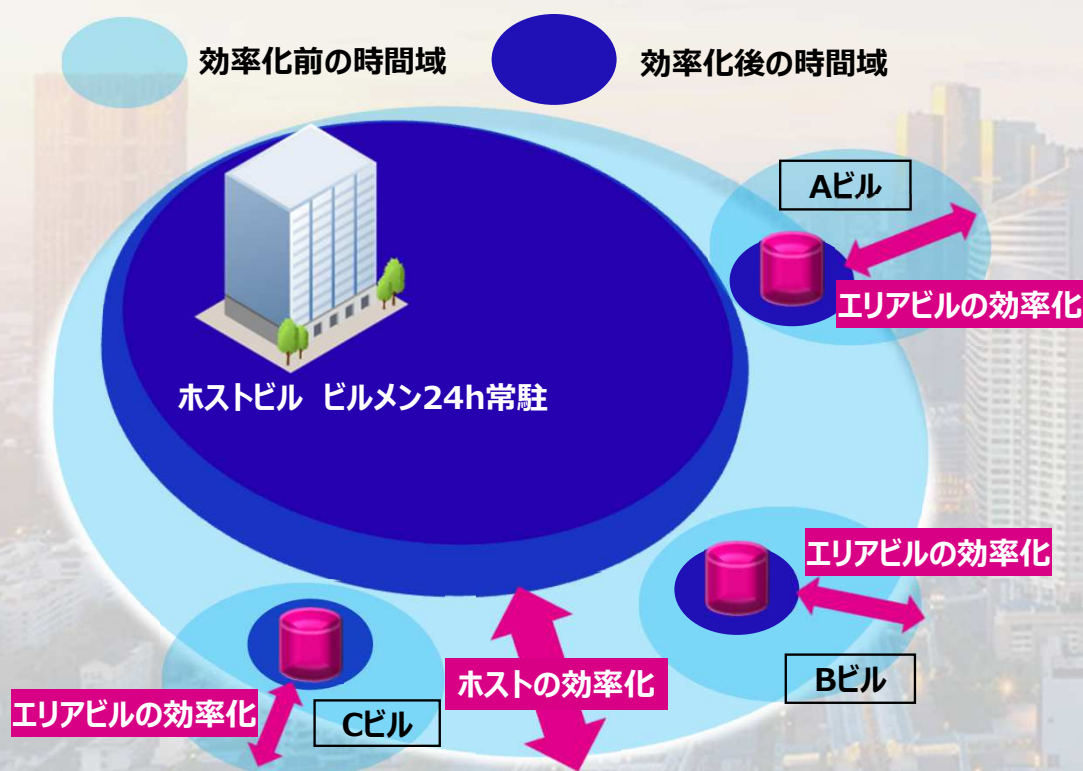 効率化前の時間域
効率化後の時間域
Aビル
エリアビルの効率化
ホストビル ビルメン24h常駐
エリアビルの効率化
ホストの効率化
Bビル
エリアビルの効率化
Cビル